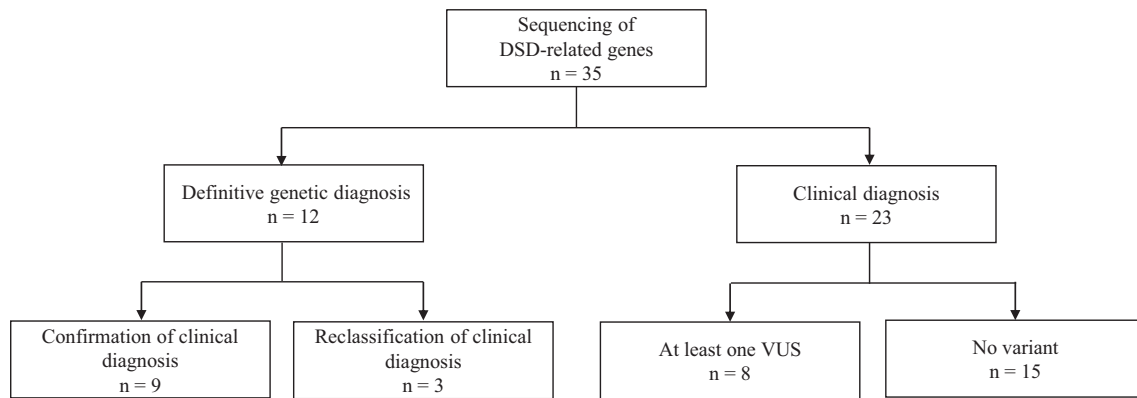 Sequencing of
DSD-related genes
n = 35
Definitive genetic diagnosis
n = 12
Clinical diagnosis
n = 23
Confirmation of clinical
diagnosis
n = 9
Reclassification of clinical
diagnosis
n = 3
At least one VUS
n = 8
No variant
n = 15